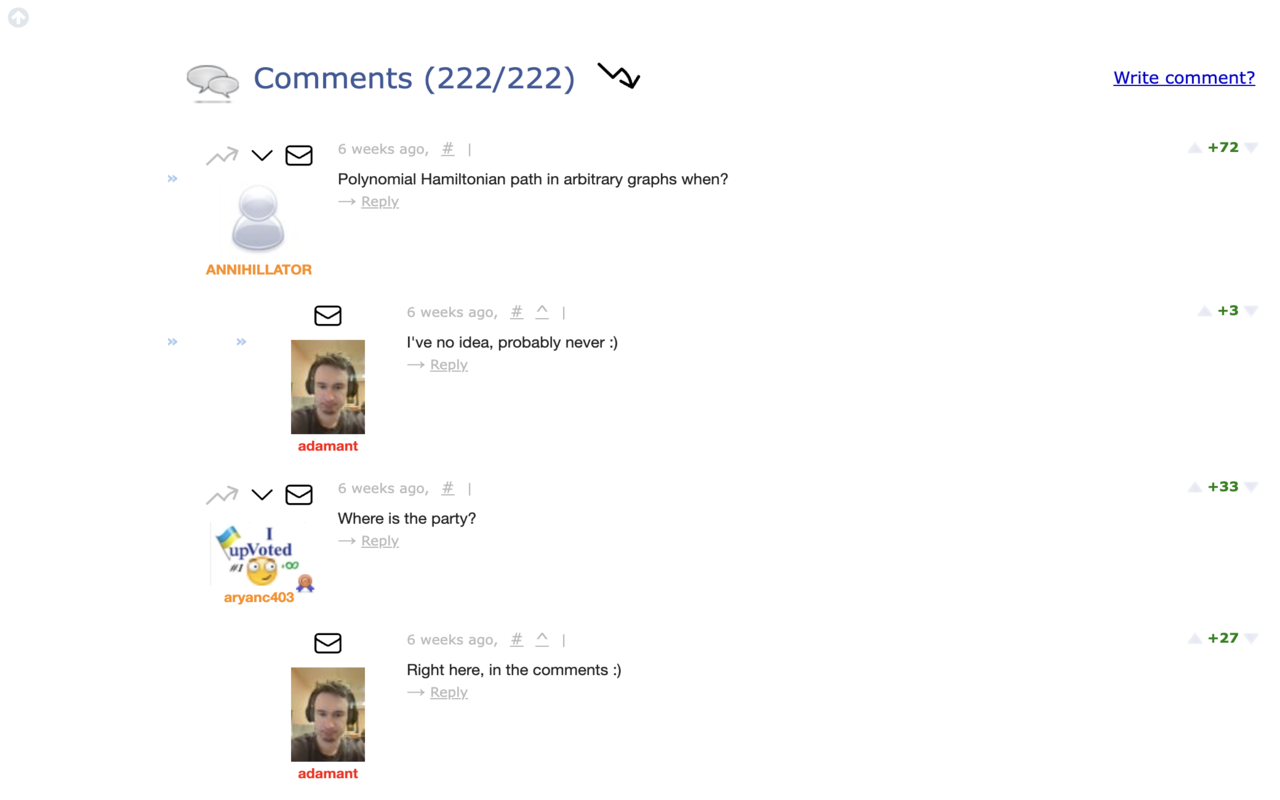 Comments (222/222)
Write comment?
6 weeks ago, # |
+72
» Polynomial Hamiltonian path in arbitrary graphs when?
→ Reply
ANNIHILLATOR
6 weeks ago, # ^ |
+3
» » I've no idea, probably never :)
→ Reply
adamant
6 weeks ago, # |
+33
Where is the party?
→ Reply
I
upVoted
#1 +∞
aryanc403
6 weeks ago, # ^ |
+27
Right here, in the comments :)
→ Reply
adamant